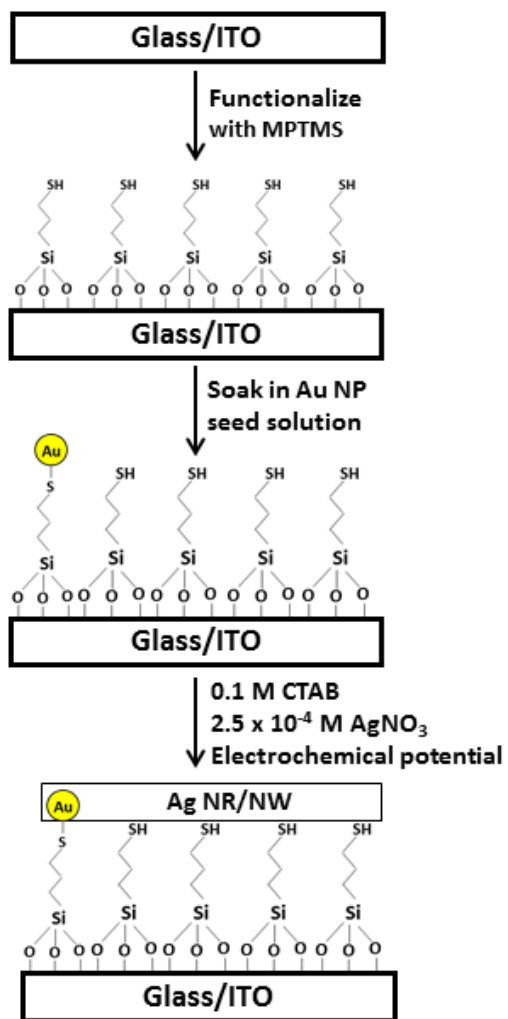 Glass/ITO
Functionalize
with MPTMS
SH SH SH SH SH
Si Si Si Si Si
O O O O O O O O O O O O O O O
Glass/ITO
Soak in Au NP
seed solution
Au
S SH SH SH SH
Si Si Si Si Si
O O O O O O O O O O O O O O O
Glass/ITO
0.1 M CTAB
2.5 x 10⁻⁴ M AgNO₃
Electrochemical potential
Au Ag NR/NW
S SH SH SH SH
Si Si Si Si Si
O O O O O O O O O O O O O O O
Glass/ITO